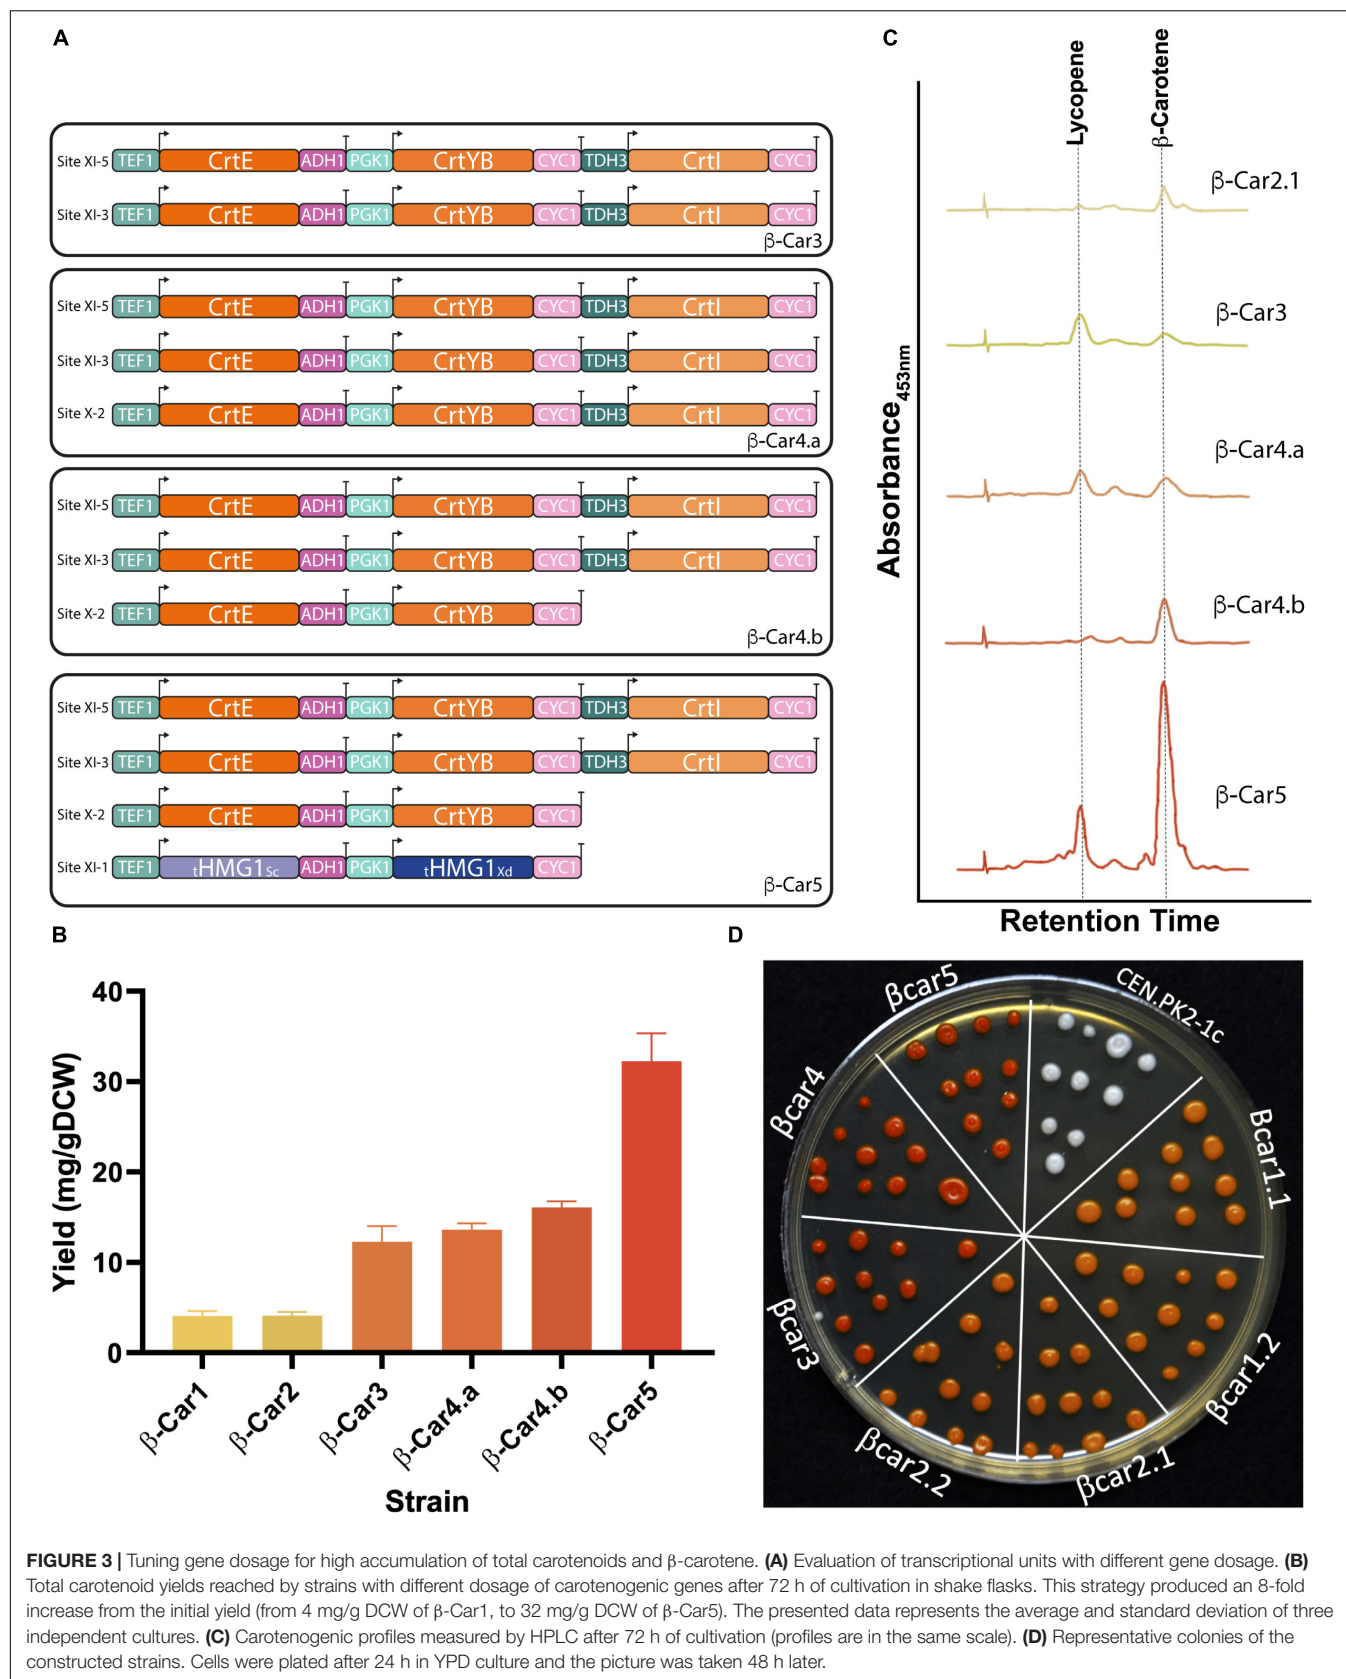 A
Site XI-5 TEF1 CrtE ADH1 PGK1 CrtYB CYC1 TDH3 CrtI CYC1
Site XI-3 TEF1 CrtE ADH1 PGK1 CrtYB CYC1 TDH3 CrtI CYC1
β-Car3
Site XI-5 TEF1 CrtE ADH1 PGK1 CrtYB CYC1 TDH3 CrtI CYC1
Site XI-3 TEF1 CrtE ADH1 PGK1 CrtYB CYC1 TDH3 CrtI CYC1
Site X-2 TEF1 CrtE ADH1 PGK1 CrtYB CYC1 TDH3 CrtI CYC1
β-Car4.a
Site XI-5 TEF1 CrtE ADH1 PGK1 CrtYB CYC1 TDH3 CrtI CYC1
Site XI-3 TEF1 CrtE ADH1 PGK1 CrtYB CYC1 TDH3 CrtI CYC1
Site X-2 TEF1 CrtE ADH1 PGK1 CrtYB CYC1
β-Car4.b
Site XI-5 TEF1 CrtE ADH1 PGK1 CrtYB CYC1 TDH3 CrtI CYC1
Site XI-3 TEF1 CrtE ADH1 PGK1 CrtYB CYC1 TDH3 CrtI CYC1
Site X-2 TEF1 CrtE ADH1 PGK1 CrtYB CYC1
Site XI-1 TEF1 tHMG1Sc ADH1 PGK1 tHMG1Xd CYC1
β-Car5
C
Lycopene
β-Carotene
β-Car2.1
β-Car3
β-Car4.a
β-Car4.b
β-Car5
Absorbance453nm
Retention Time
B
Yield (mg/gDCW)
40
30
20
10
0
β-Car1
β-Car2
β-Car3
β-Car4.a
β-Car4.b
β-Car5
Strain
D
CEN.PK2-1c
Bcar1.1
βcar1.2
βcar2.1
βcar2.2
βcar3
βcar4
βcar5
FIGURE 3 | Tuning gene dosage for high accumulation of total carotenoids and β-carotene. (A) Evaluation of transcriptional units with different gene dosage. (B)
Total carotenoid yields reached by strains with different dosage of carotenogenic genes after 72 h of cultivation in shake flasks. This strategy produced an 8-fold
increase from the initial yield (from 4 mg/g DCW of β-Car1, to 32 mg/g DCW of β-Car5). The presented data represents the average and standard deviation of three
independent cultures. (C) Carotenogenic profiles measured by HPLC after 72 h of cultivation (profiles are in the same scale). (D) Representative colonies of the
constructed strains. Cells were plated after 24 h in YPD culture and the picture was taken 48 h later.